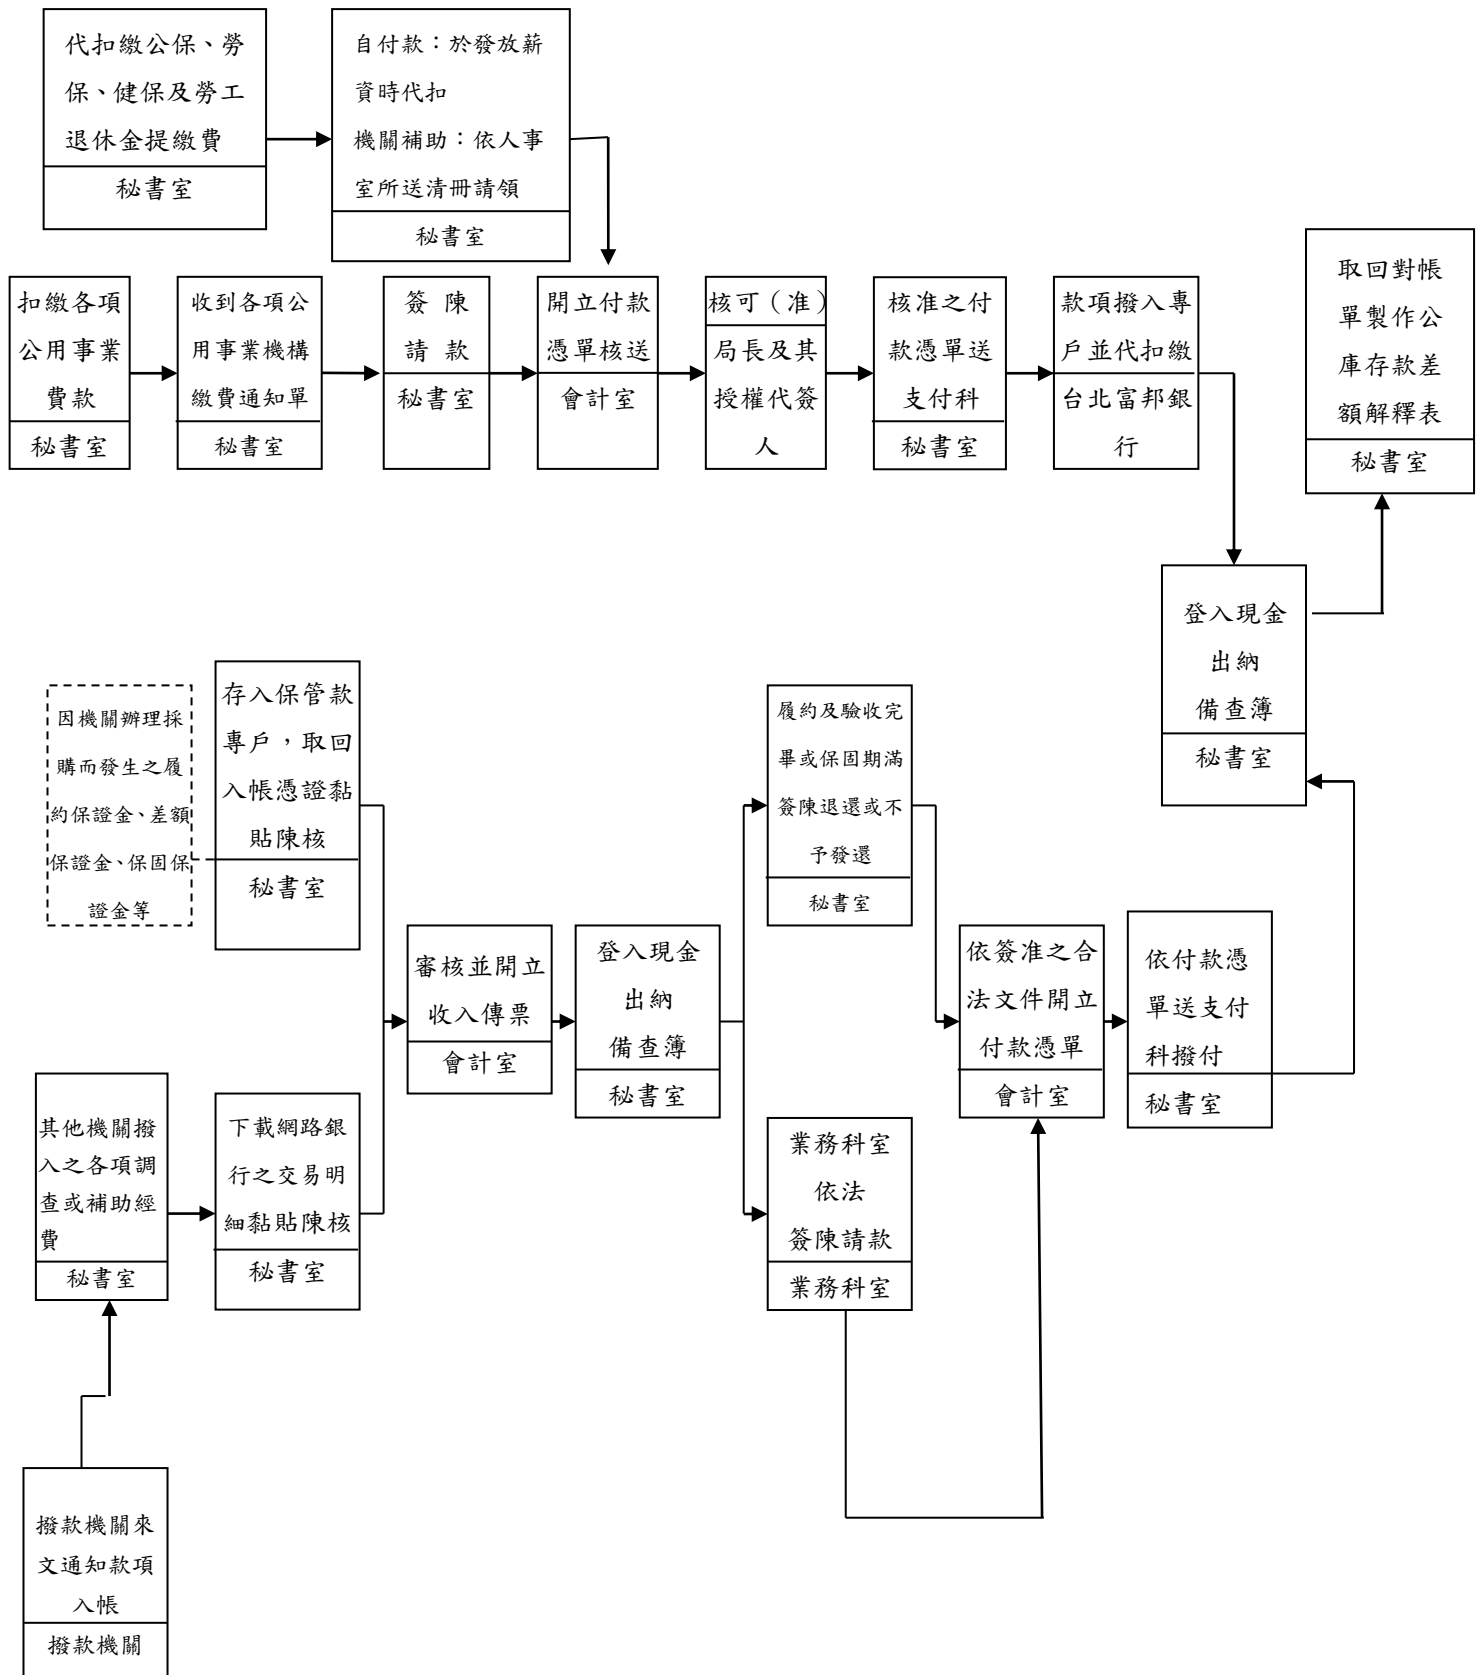 代扣繳公保、勞
保、健保及勞工
退休金提繳費
秘書室
自付款：於發放薪
資時代扣
機關補助：依人事
室所送清冊請領
秘書室
扣繳各項
公用事業
費款
秘書室
收到各項公
用事業機構
繳費通知單
秘書室
簽 陳
請 款
秘書室
開立付款
憑單核送
會計室
核可（准）
局長及其
授權代簽
人
核准之付
款憑單送
支付科
秘書室
款項撥入專
戶並代扣繳
台北富邦銀
行
取回對帳
單製作公
庫存款差
額解釋表
秘書室
登入現金
出納
備查簿
秘書室
因機關辦理採
購而發生之履
約保證金、差額
保證金、保固保
證金等
存入保管款
專戶，取回
入帳憑證黏
貼陳核
秘書室
審核並開立
收入傳票
會計室
登入現金
出納
備查簿
秘書室
履約及驗收完
畢或保固期滿
簽陳退還或不
予發還
秘書室
依簽准之合
法文件開立
付款憑單
會計室
依付款憑
單送支付
科撥付
秘書室
其他機關撥
入之各項調
查或補助經
費
秘書室
下載網路銀
行之交易明
細黏貼陳核
秘書室
業務科室
依法
簽陳請款
業務科室
撥款機關來
文通知款項
入帳
撥款機關